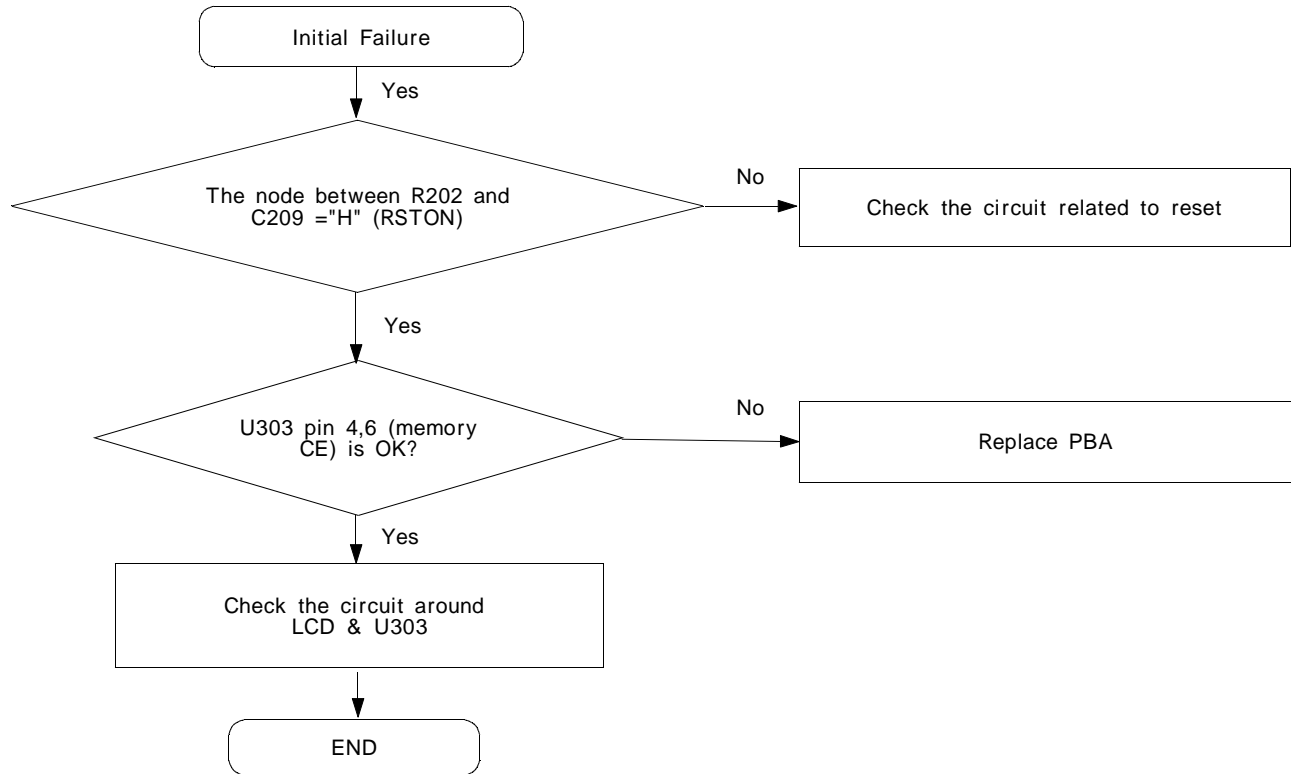 Initial Failure
Yes
The node between R202 and
C209 ="H" (RSTON)
No
Check the circuit related to reset
Yes
U303 pin 4,6 (memory
CE) is OK?
No
Replace PBA
Yes
Check the circuit around
LCD & U303
END